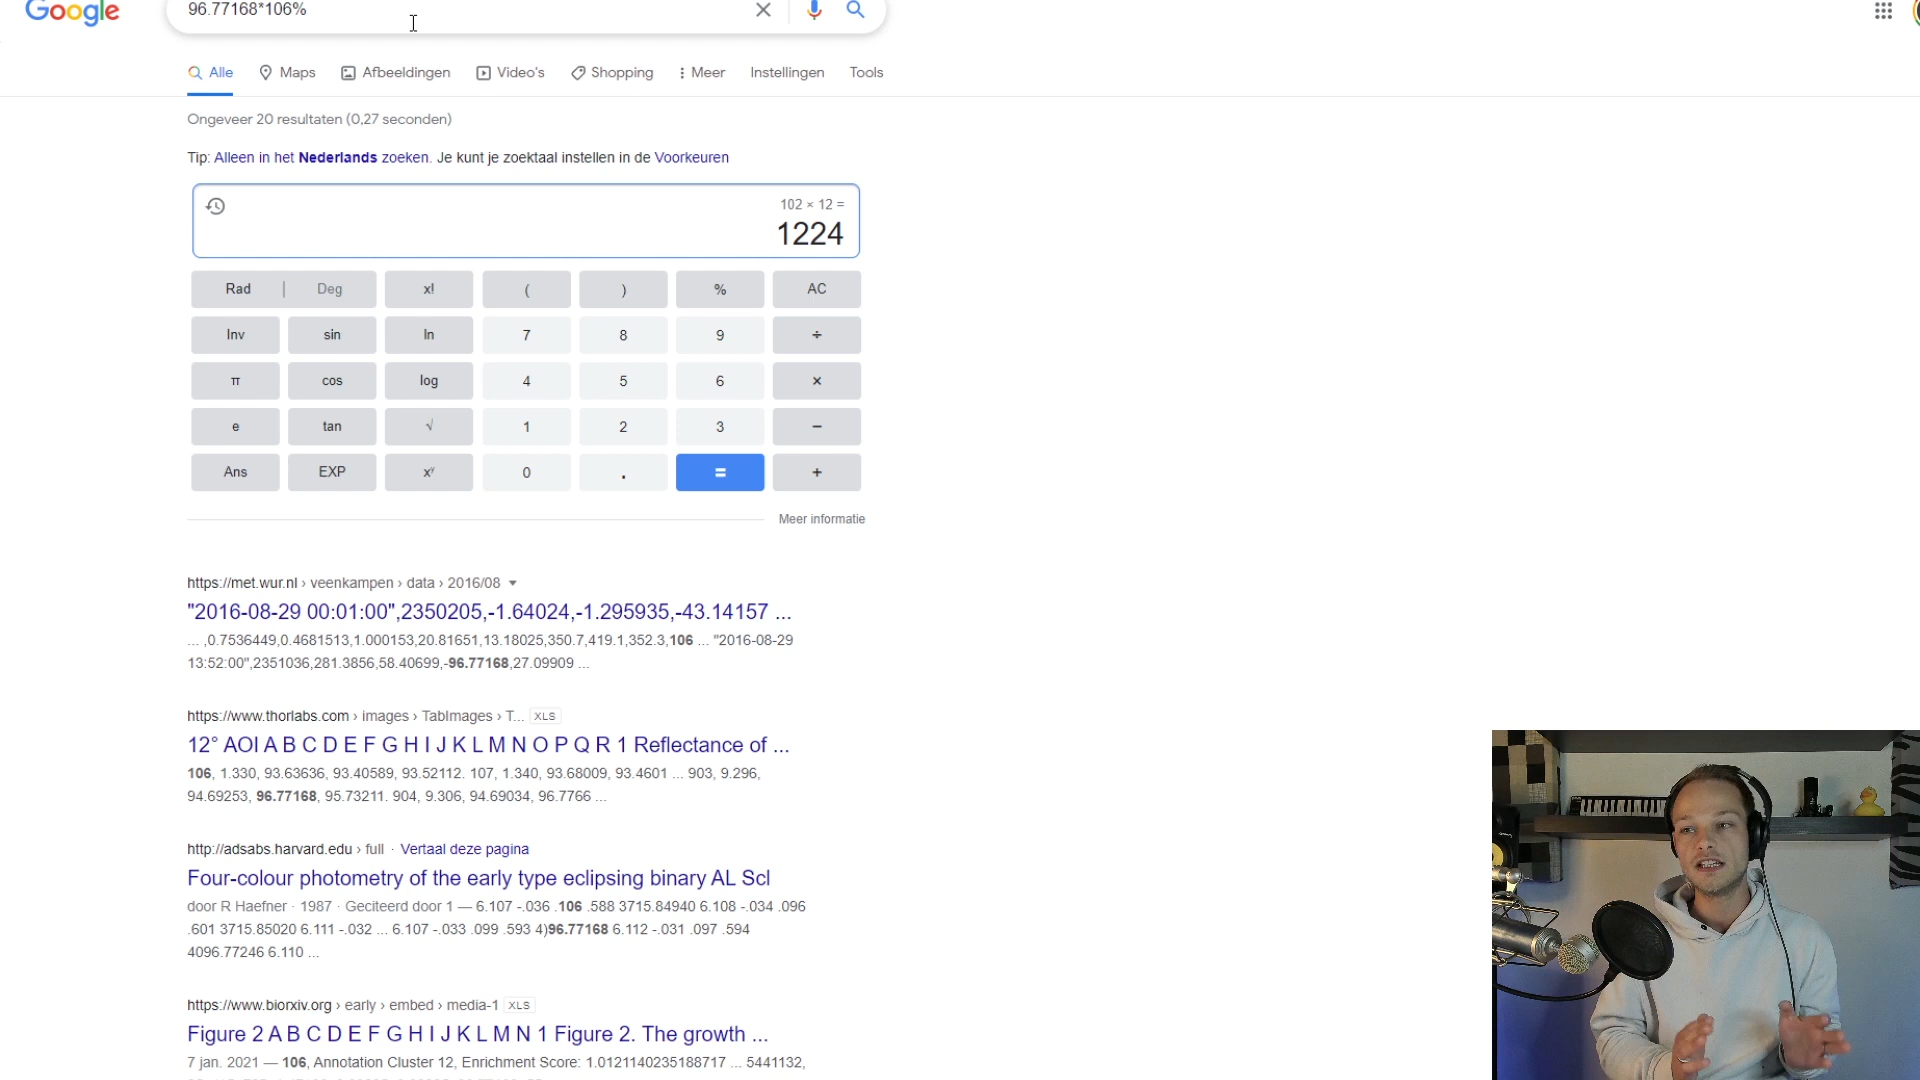 Google
96.77168*106%
Alle Maps Afbeeldingen Video's Shopping Meer Instellingen Tools
Ongeveer 20 resultaten (0,27 seconden)
Tip: Alleen in het Nederlands zoeken. Je kunt je zoektaal instellen in de Voorkeuren
102 × 12 =
1224
Rad | Deg x! ( ) % AC
Inv sin ln 7 8 9 ÷
π cos log 4 5 6 ×
e tan √ 1 2 3 −
Ans EXP xʸ 0 . = +
Meer informatie
https://met.wur.nl › veenkampen › data › 2016/08
"2016-08-29 00:01:00",2350205,-1.64024,-1.295935,-43.14157 ...
... ,0.7536449,0.4681513,1.000153,20.81651,13.18025,350.7,419.1,352.3,106 ... "2016-08-29
13:52:00",2351036,281.3856,58.40699,-96.77168,27.09909 ...
https://www.thorlabs.com › images › TabImages › T... XLS
12° AOI A B C D E F G H I J K L M N O P Q R 1 Reflectance of ...
106, 1.330, 93.63636, 93.40589, 93.52112. 107, 1.340, 93.68009, 93.4601 ... 903, 9.296,
94.69253, 96.77168, 95.73211. 904, 9.306, 94.69034, 96.7766 ...
http://adsabs.harvard.edu › full · Vertaal deze pagina
Four-colour photometry of the early type eclipsing binary AL Scl
door R Haefner · 1987 · Geciteerd door 1 — 6.107 -.036 .106 .588 3715.84940 6.108 -.034 .096
.601 3715.85020 6.111 -.032 ... 6.107 -.033 .099 .593 4)96.77168 6.112 -.031 .097 .594
4096.77246 6.110 ...
https://www.biorxiv.org › early › embed › media-1 XLS
Figure 2 A B C D E F G H I J K L M N 1 Figure 2. The growth ...
7 jan. 2021 — 106, Annotation Cluster 12, Enrichment Score: 1.0121140235188717 ... 5441132,